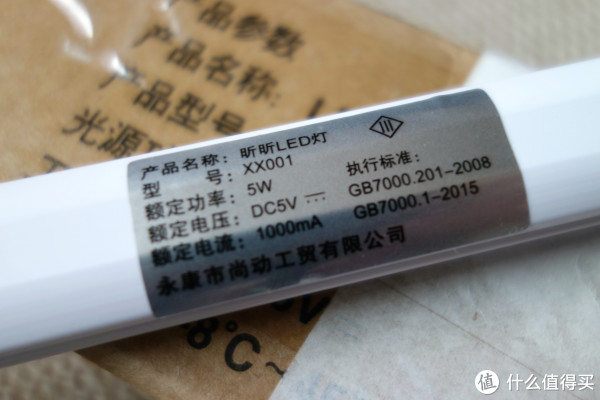 产品参数
产品名称:
产品型号
光源
产品名称: 昕昕LED灯
型 号: XX001
额定功率: 5W
额定电压: DC5V
额定电流: 1000mA
执行标准:
GB7000.201-2008
GB7000.1-2015
永康市尚动工贸有限公司
8°C~
值 什么值得买